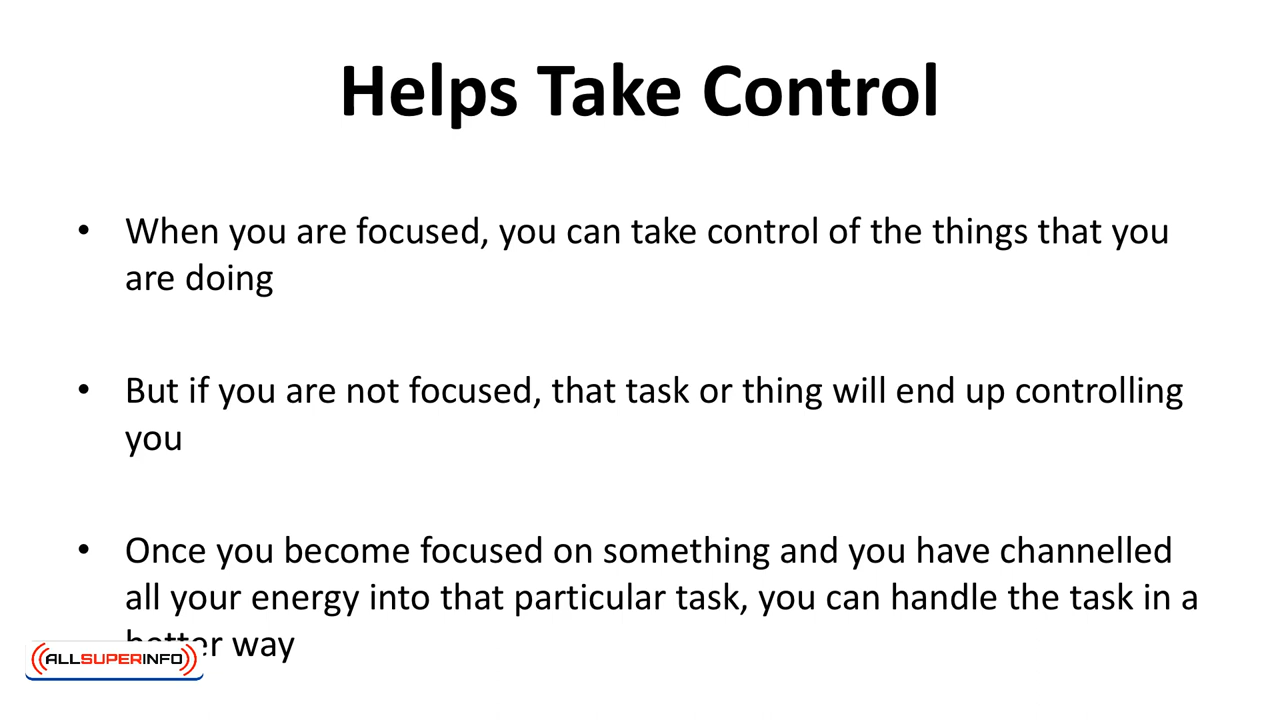 Helps Take Control
• When you are focused, you can take control of the things that you
are doing
• But if you are not focused, that task or thing will end up controlling
you
• Once you become focused on something and you have channelled
all your energy into that particular task, you can handle the task in a
better way
ALLSUPERINFO